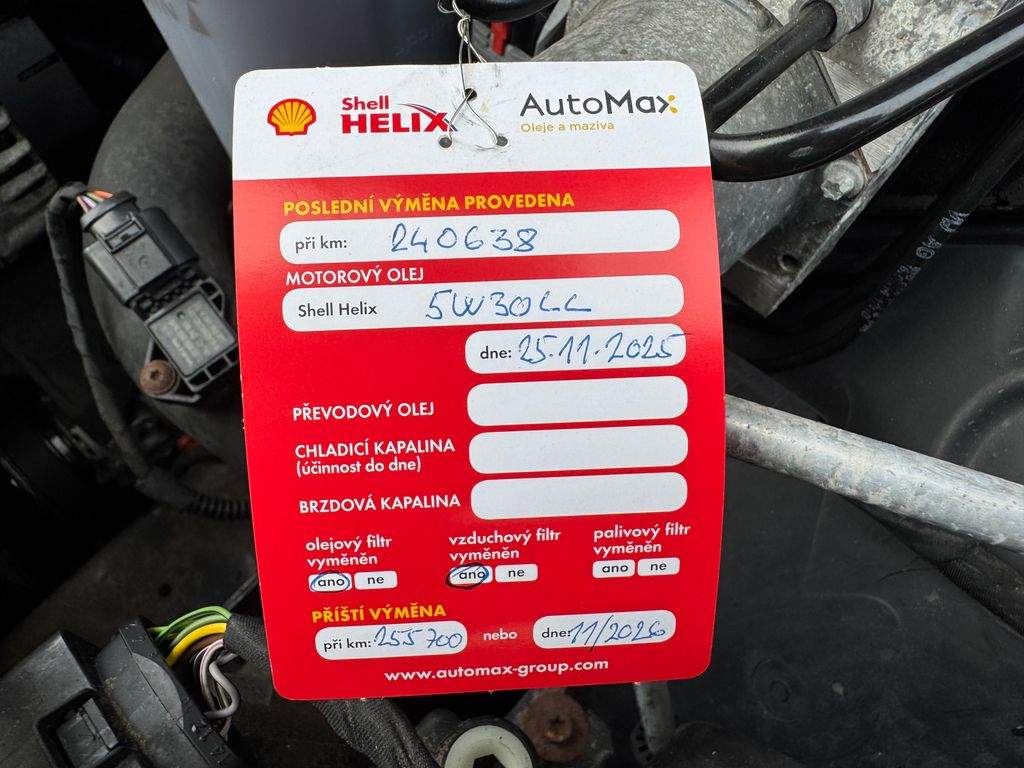 Shell
HELIX
AutoMax
Oleje a maziva
POSLEDNÍ VÝMĚNA PROVEDENA
při km: 240638
MOTOROVÝ OLEJ
Shell Helix 5W30LL
dne: 25.11.2025
PŘEVODOVÝ OLEJ
CHLADICÍ KAPALINA
(účinnost do dne)
BRZDOVÁ KAPALINA
olejový filtr vyměněn
ano ne
vzduchový filtr vyměněn
ano ne
palivový filtr vyměněn
ano ne
PŘÍŠTÍ VÝMĚNA
při km: 255700 nebo dne: 11/2026
www.automax-group.com